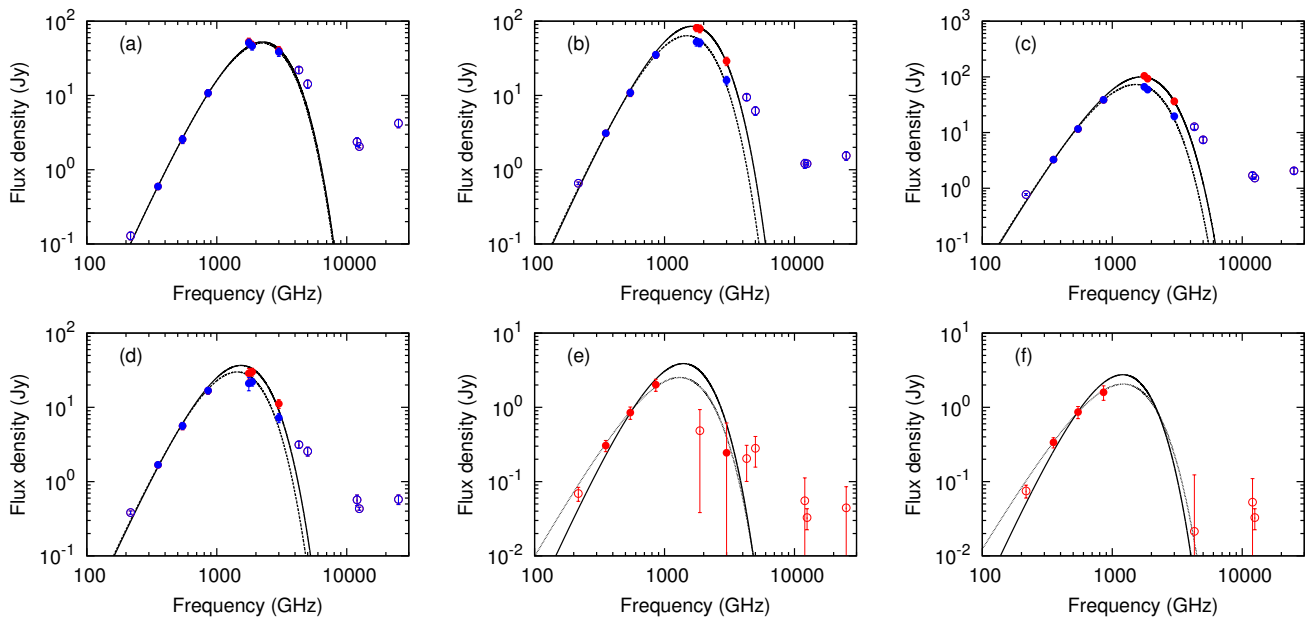 (a) (b) (c)
Flux density (Jy) Flux density (Jy) Flux density (Jy)
10² 10² 10³
10¹ 10¹ 10²
10⁰ 10⁰ 10¹
10⁻¹ 10⁻¹ 10⁰
10⁻¹
100 1000 10000 100 1000 10000 100 1000 10000
Frequency (GHz) Frequency (GHz) Frequency (GHz)
(d) (e) (f)
Flux density (Jy) Flux density (Jy) Flux density (Jy)
10² 10¹ 10¹
10¹ 10⁰ 10⁰
10⁰ 10⁻¹ 10⁻¹
10⁻¹ 10⁻² 10⁻²
100 1000 10000 100 1000 10000 100 1000 10000
Frequency (GHz) Frequency (GHz) Frequency (GHz)